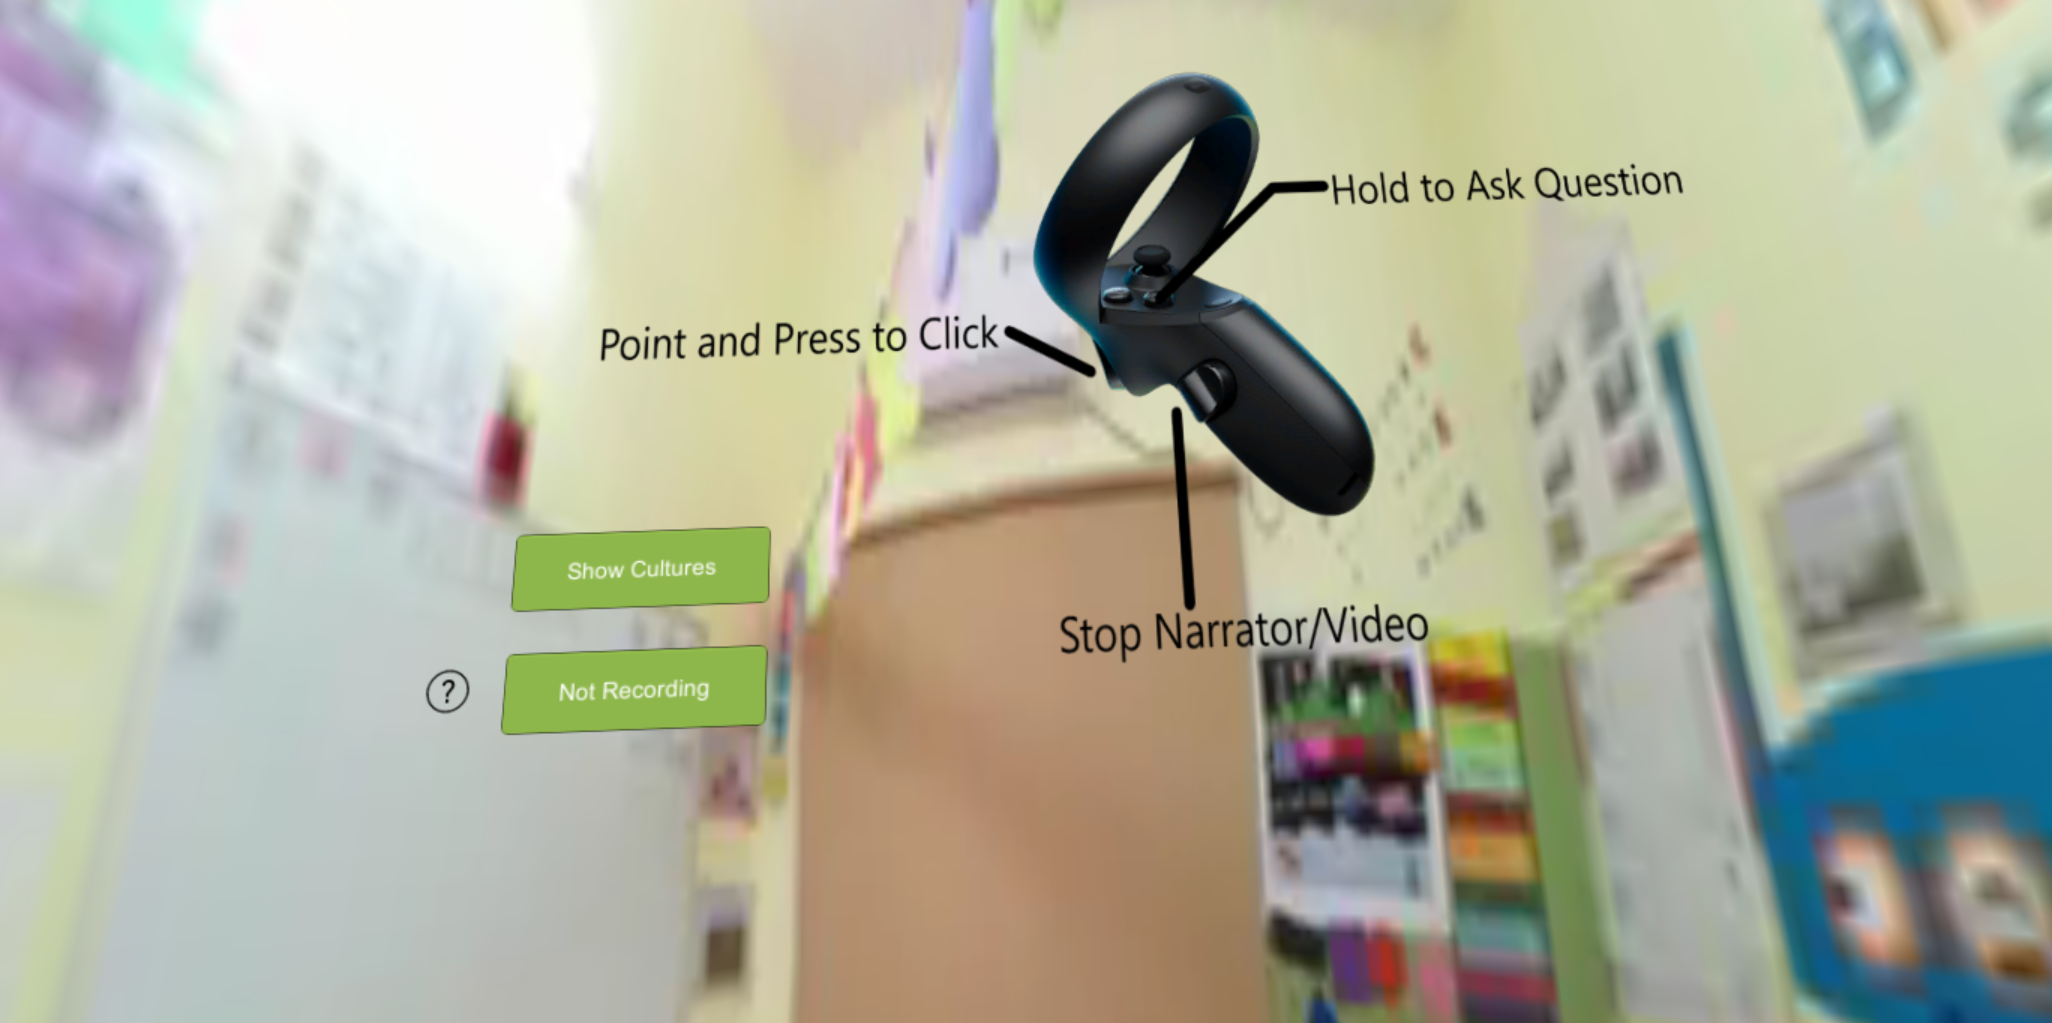 Hold to Ask Question
Point and Press to Click
Show Cultures
Stop Narrator/Video
?
Not Recording